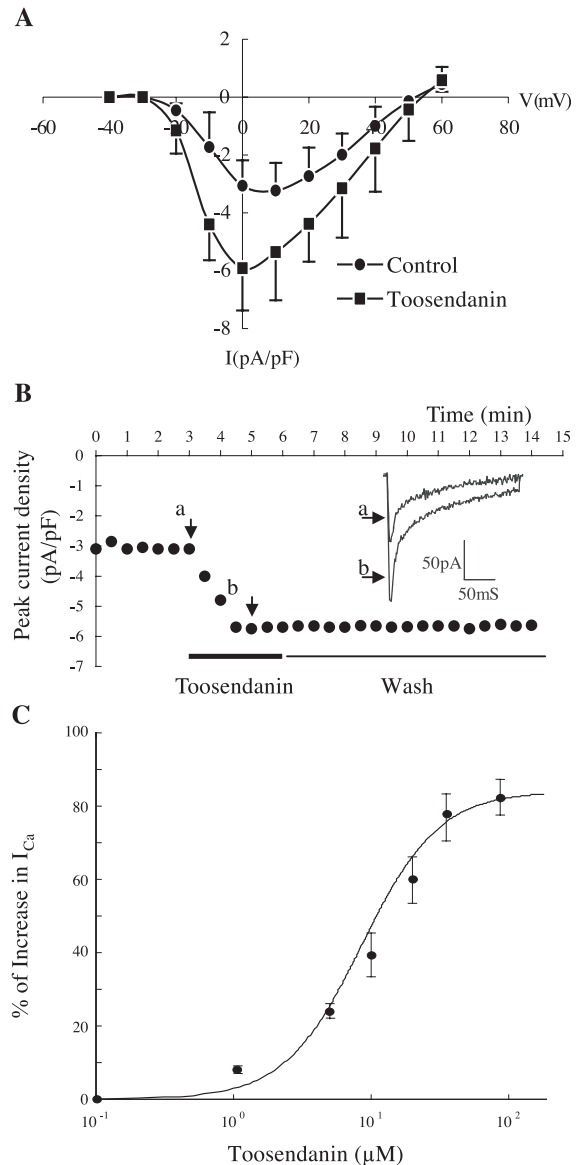 A
V(mV)
-60 -40 -20 0 20 40 60 80
2
0
-2
-4
-6
-8
Control
Toosendanin
I(pA/pF)
B
Time (min)
0 1 2 3 4 5 6 7 8 9 10 11 12 13 14 15
0
-1
-2
-3
-4
-5
-6
-7
Peak current density
(pA/pF)
a
b
a
b
50pA
50mS
Toosendanin
Wash
C
100
80
60
40
20
0
% of Increase in ICa
10-1 100 101 102
Toosendanin (µM)